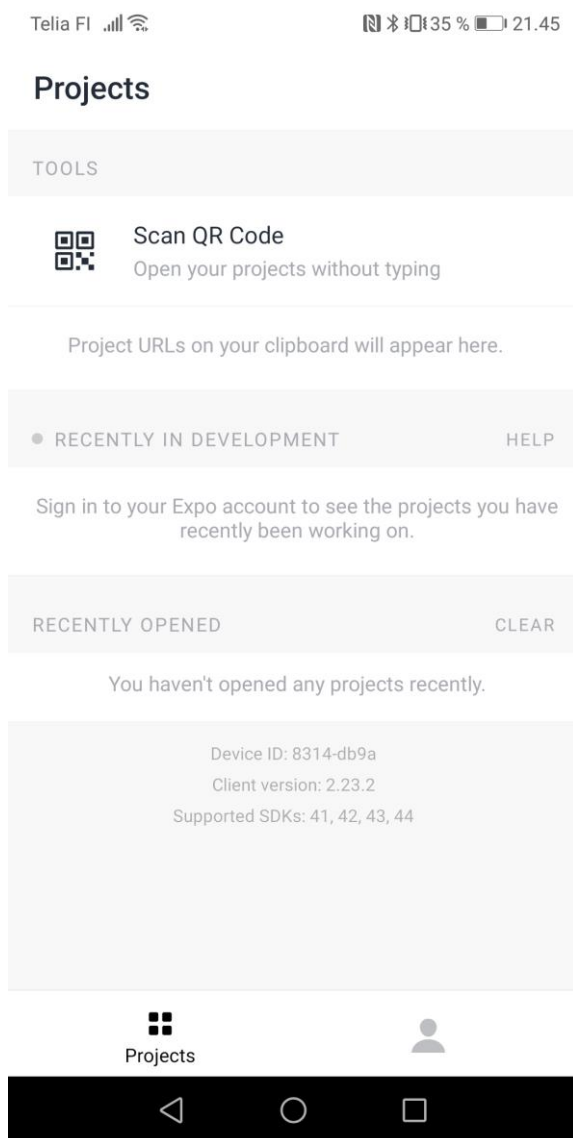 Telia FI 35 % 21.45
Projects
TOOLS
Scan QR Code
Open your projects without typing
Project URLs on your clipboard will appear here.
RECENTLY IN DEVELOPMENT HELP
Sign in to your Expo account to see the projects you have
recently been working on.
RECENTLY OPENED CLEAR
You haven't opened any projects recently.
Device ID: 8314-db9a
Client version: 2.23.2
Supported SDKs: 41, 42, 43, 44
Projects